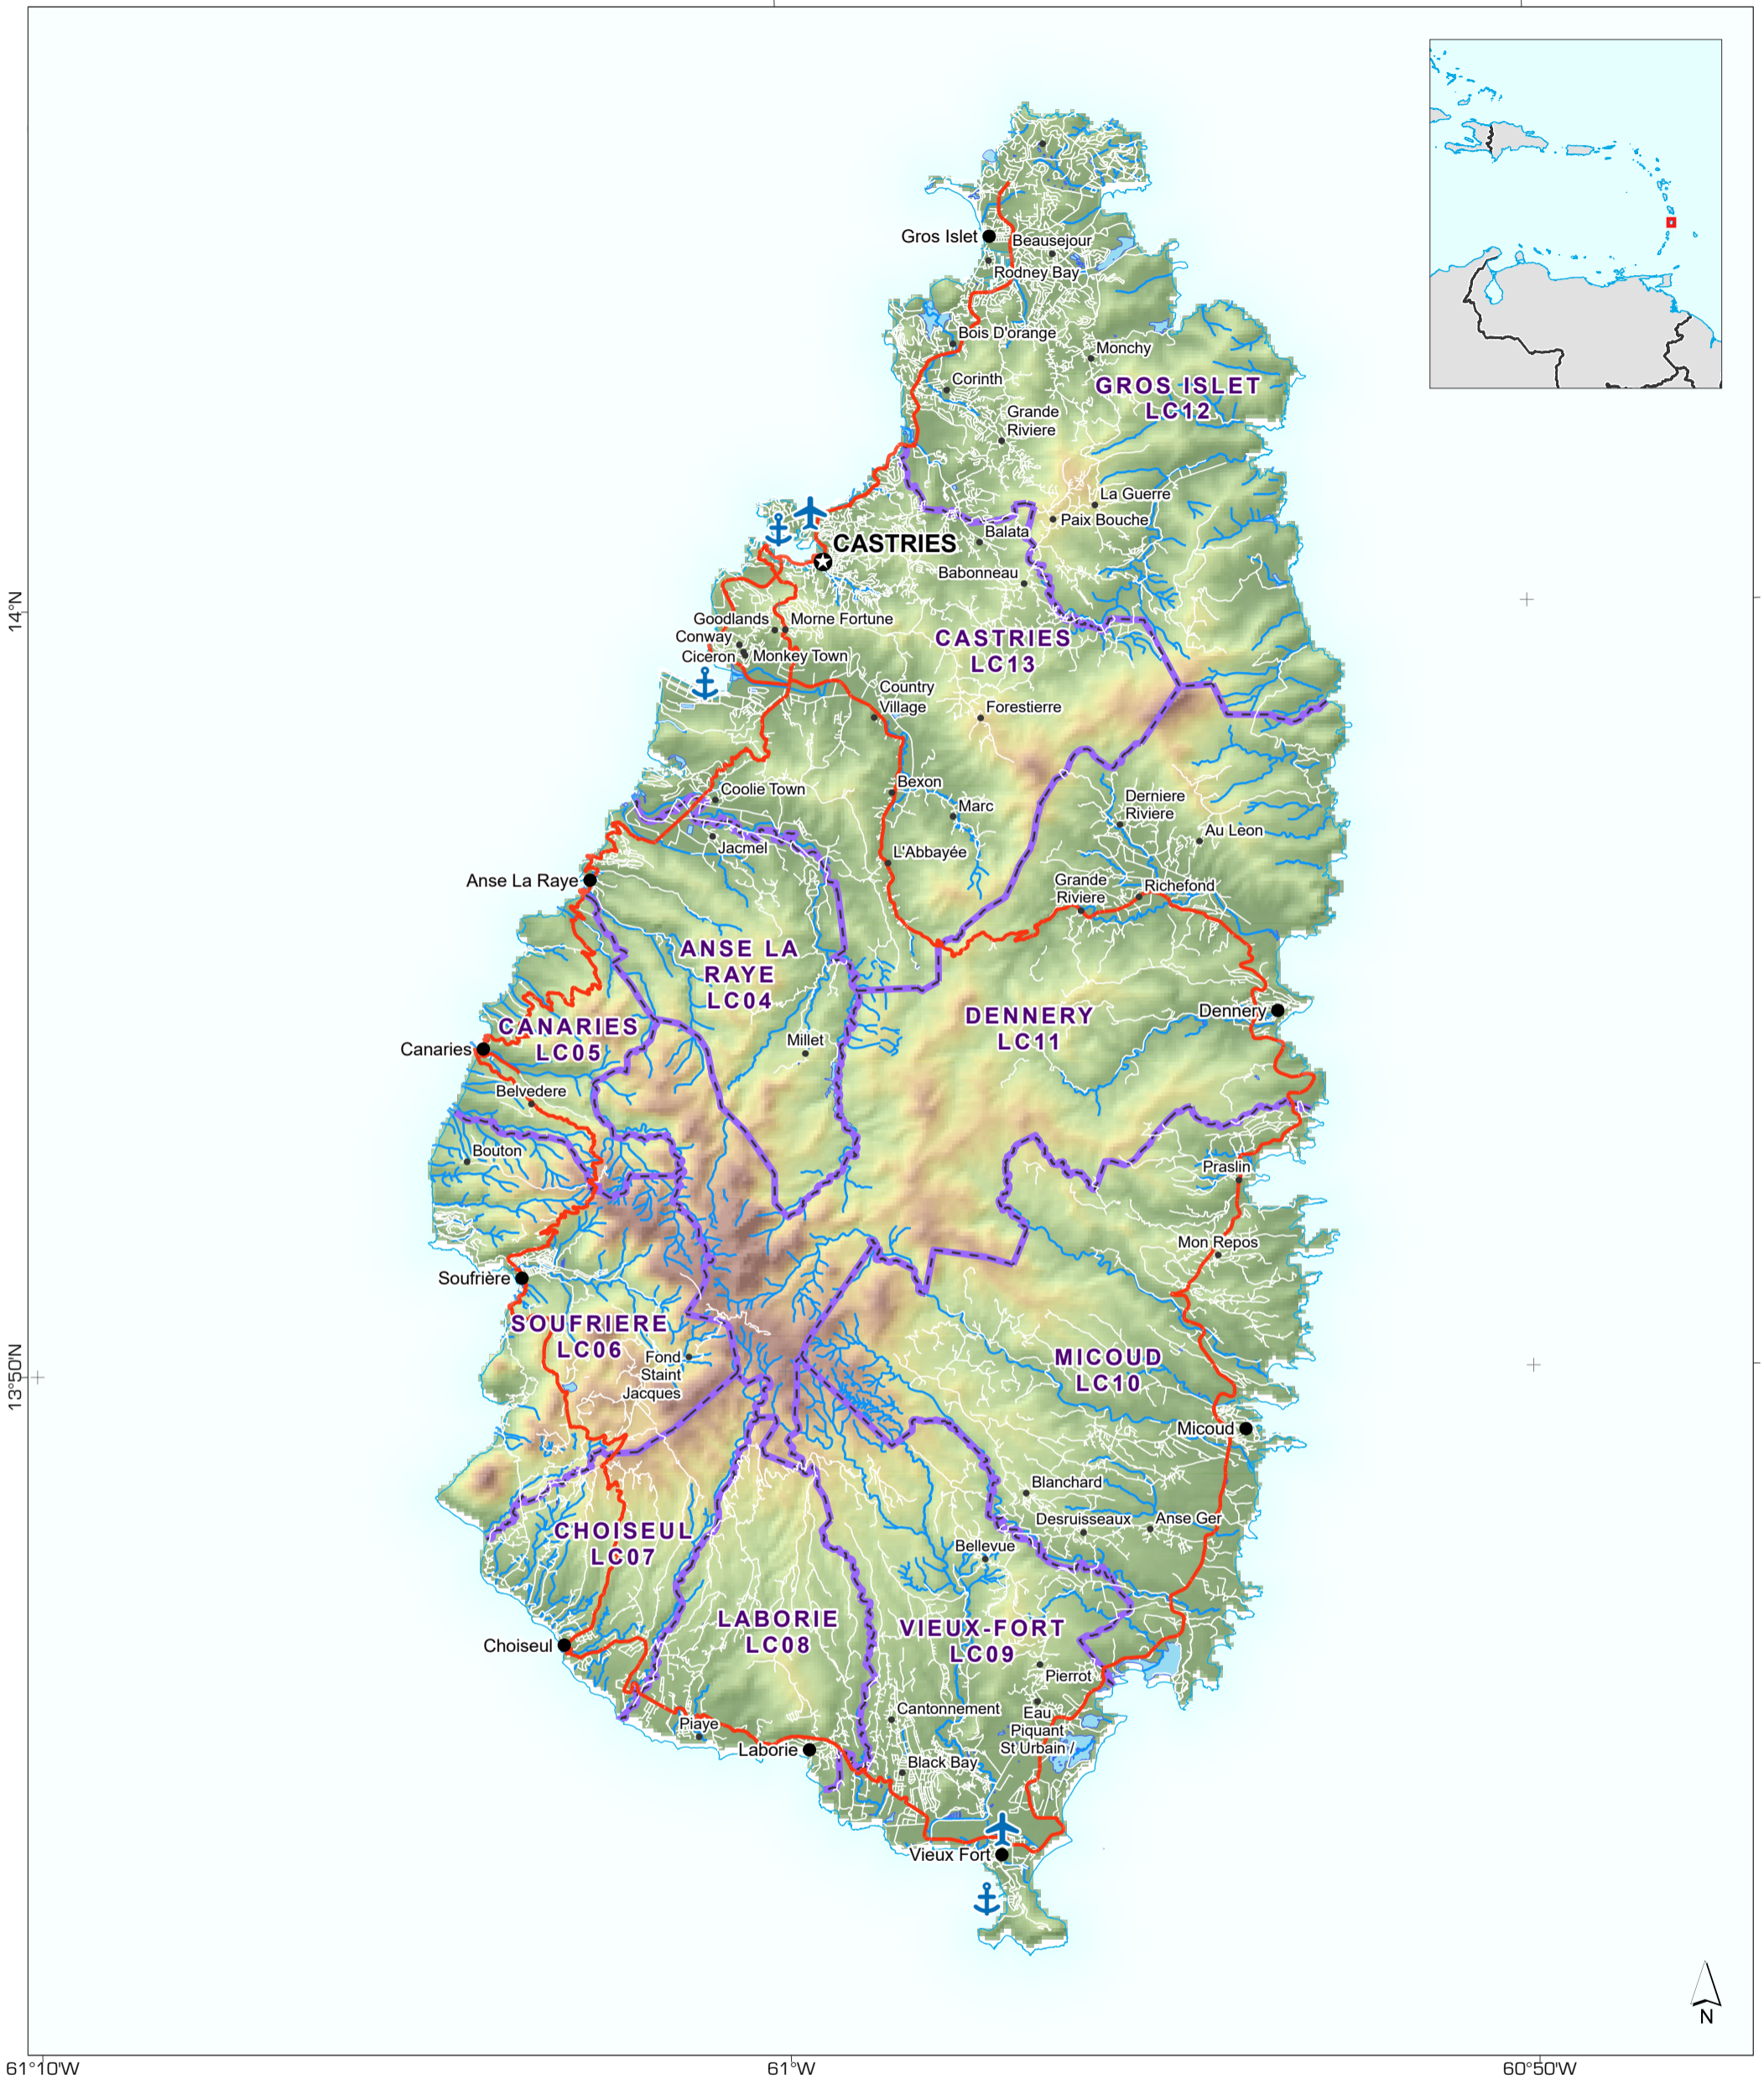 Gros Islet
Beausejour
Rodney Bay
Bois D'orange
Monchy
Corinth
GROS ISLET
LC12
Grande
Riviere
La Guerre
Paix Bouche
Balata
CASTRIES
Babonneau
14°N
Goodlands
Morne Fortune
Conway
CASTRIES
LC13
Ciceron
Monkey Town
Country
Village
Forestierre
Coolie Town
Bexon
Marc
Derniere
Riviere
Au Leon
Jacmel
L'Abbayée
Anse La Raye
Grande
Riviere
Richefond
ANSE LA
RAYE
LC04
Dennery
DENNERY
LC11
CANARIES
LC05
Canaries
Millet
Belvedere
Bouton
Praslin
Mon Repos
Soufrière
SOUFRIERE
LC06
Fond
Staint
Jacques
MICOUD
LC10
13°50'N
Micoud
Blanchard
Desruisseaux
Anse Ger
CHOISEUL
LC07
Bellevue
LABORIE
LC08
VIEUX-FORT
LC09
Choiseul
Pierrot
Cantonnement
Eau
Piquant
St Urbain /
Piaye
Laborie
Black Bay
Vieux Fort
N
61°10'W
61°W
60°50'W